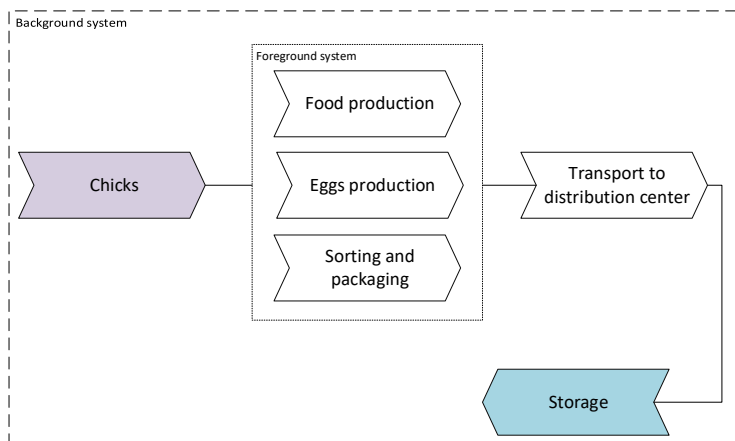 Background system
Foreground system
Food production
Chicks
Eggs production
Transport to
distribution center
Sorting and
packaging
Storage